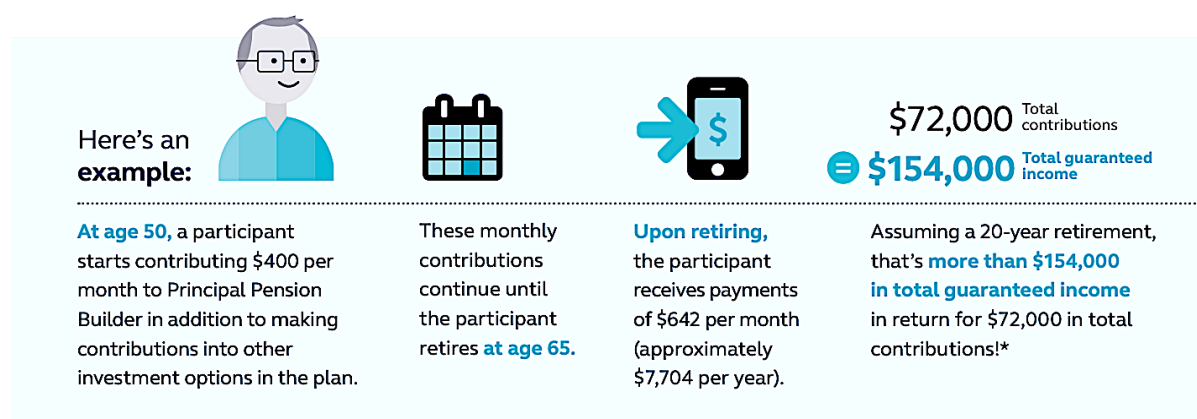 Here's an
example:
$
$72,000 Total
contributions
= $154,000 Total guaranteed
income
At age 50, a participant
starts contributing $400 per
month to Principal Pension
Builder in addition to making
contributions into other
investment options in the plan.
These monthly
contributions
continue until
the participant
retires at age 65.
Upon retiring,
the participant
receives payments
of $642 per month
(approximately
$7,704 per year).
Assuming a 20-year retirement,
that's more than $154,000
in total guaranteed income
in return for $72,000 in total
contributions!*